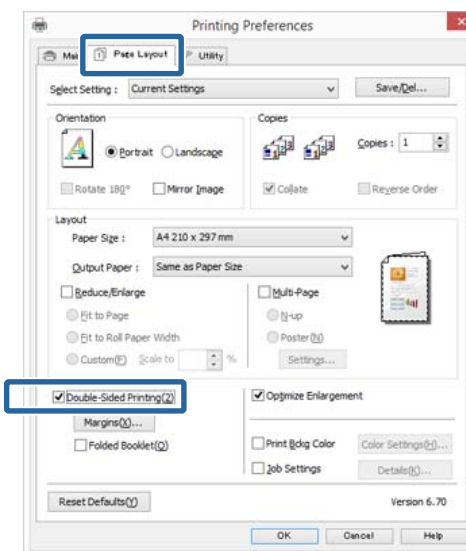 Printing Preferences
Main Page Layout Utility
Select Setting : Current Settings Save/Del...
Orientation Copies
Portrait Landscape Copies : 1
Rotate 180° Mirror Image Collate Reverse Order
Layout
Paper Size : A4 210 x 297 mm
Output Paper : Same as Paper Size
Reduce/Enlarge Multi-Page
Fit to Page N-up
Fit to Roll Paper Width Poster(N)
Custom(F) Scale to % Settings...
Double-Sided Printing(2) Optimize Enlargement
Margins(X)...
Folded Booklet(O) Print Bckg Color Color Settings(H)...
Job Settings Details(K)...
Reset Defaults(Y) Version 6.70
OK Cancel Help